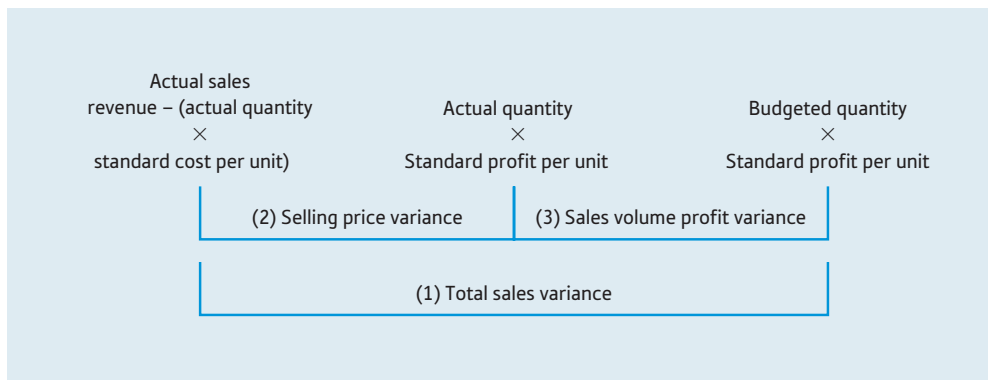 Actual sales
revenue – (actual quantity
×
standard cost per unit)
Actual quantity
×
Standard profit per unit
Budgeted quantity
×
Standard profit per unit
(2) Selling price variance
(3) Sales volume profit variance
(1) Total sales variance